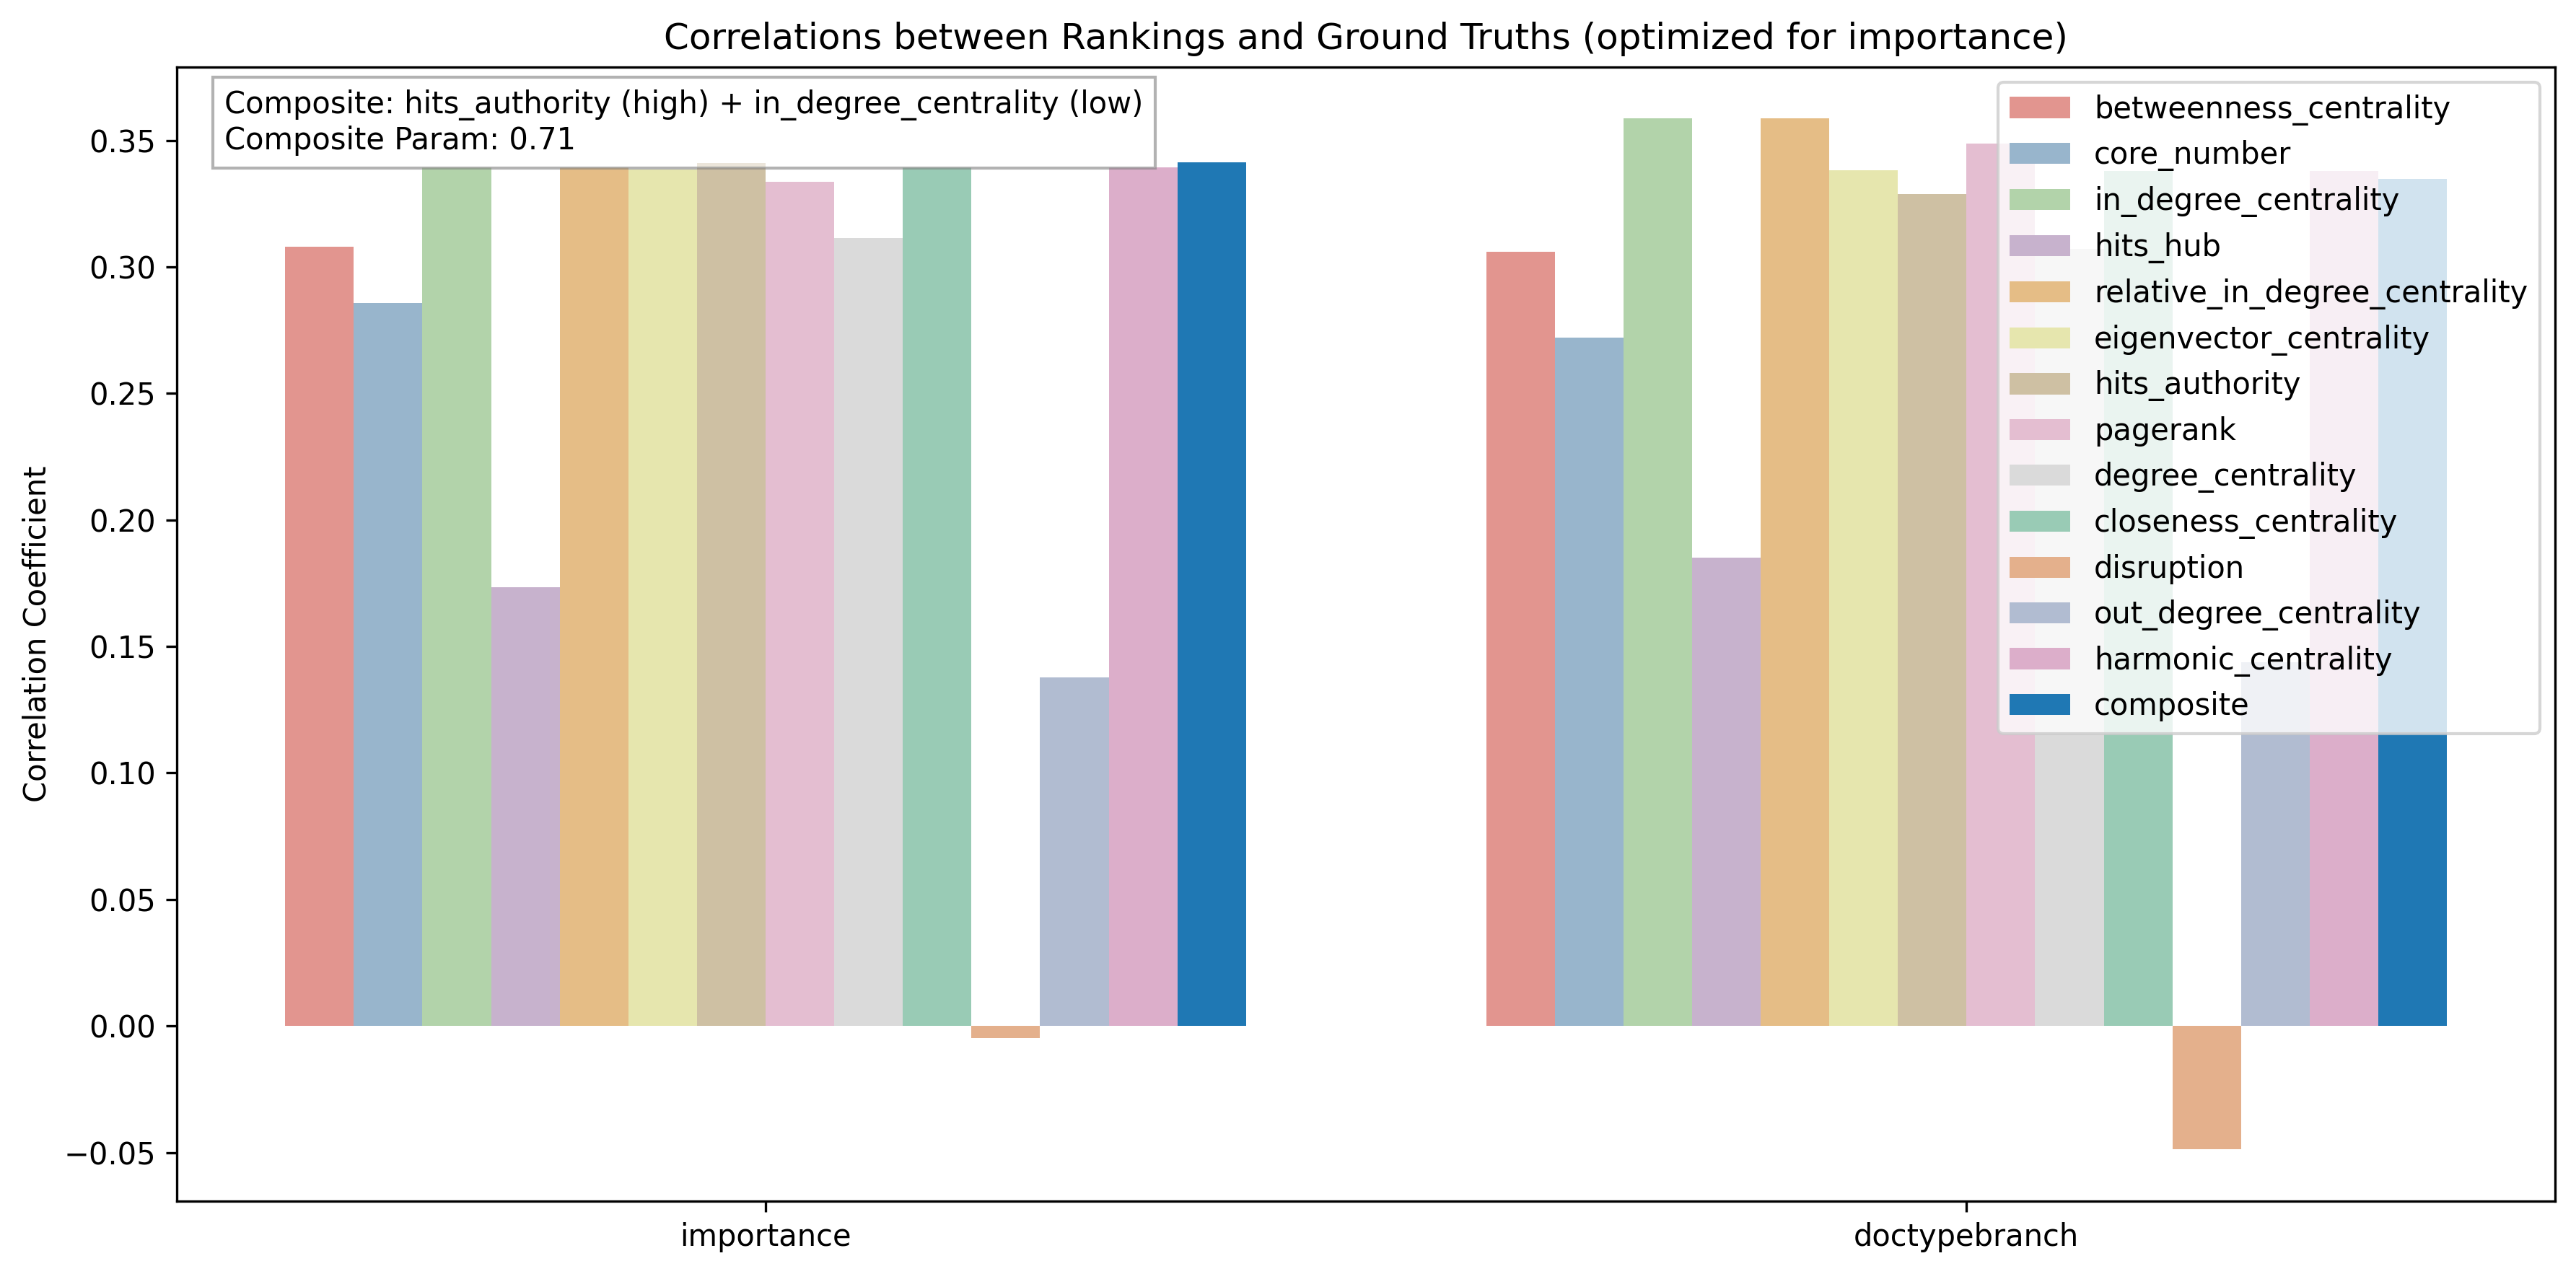 Correlations between Rankings and Ground Truths (optimized for importance)
Composite: hits_authority (high) + in_degree_centrality (low)
Composite Param: 0.71
betweenness_centrality
core_number
in_degree_centrality
hits_hub
relative_in_degree_centrality
eigenvector_centrality
hits_authority
pagerank
degree_centrality
closeness_centrality
disruption
out_degree_centrality
harmonic_centrality
composite
Correlation Coefficient
0.35
0.30
0.25
0.20
0.15
0.10
0.05
0.00
−0.05
importance
doctypebranch